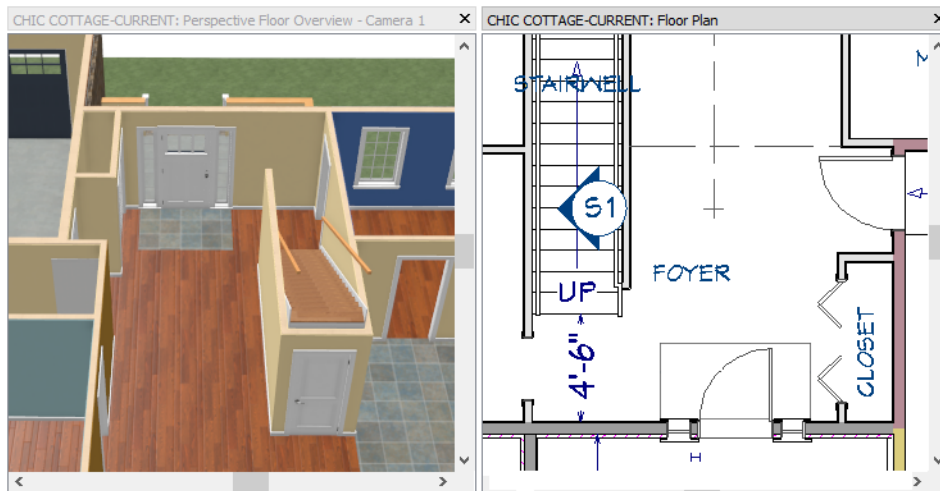 CHIC COTTAGE-CURRENT: Perspective Floor Overview - Camera 1
CHIC COTTAGE-CURRENT: Floor Plan
STAIRWELL
M
S1
FOYER
UP
4'-6"
CLOSET
H